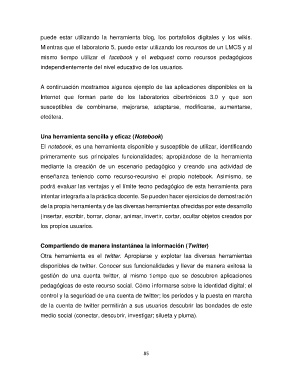 puede estar utilizando la herramienta blog, los portafolios digitales y los wikis.
Mientras que el laboratorio 5, puede estar utilizando los recursos de un LMCS y al
mismo tiempo utilizar el facebook y el webquest como recursos pedagógicos
independientemente del nivel educativo de los usuarios.
A continuación mostramos algunos ejemplo de las aplicaciones disponibles en la
Internet que forman parte de los laboratorios cibertrónicos 3.0 y que son
susceptibles de combinarse, mejorarse, adaptarse, modificarse, aumentarse,
etcétera.
Una herramienta sencilla y eficaz (Notebook)
El notebook, es una herramienta disponible y susceptible de utilizar, identificando
primeramente sus principales funcionalidades; apropiándose de la herramienta
mediante la creación de un escenario pedagógico y creando una actividad de
enseñanza teniendo como recurso-recursivo el propio notebook. Asimismo, se
podrá evaluar las ventajas y el límite tecno pedagógico de esta herramienta para
intentar integrarla a la práctica docente. Se pueden hacer ejercicios de demostración
de la propia herramienta y de las diversas herramientas ofrecidas por este desarrollo
(insertar, escribir, borrar, clonar, animar, invertir, cortar, ocultar objetos creados por
los propios usuarios.
Compartiendo de manera instantánea la información (Twitter)
Otra herramienta es el twitter. Apropiarse y explotar las diversas herramientas
disponibles de twitter. Conocer sus funcionalidades y llevar de manera exitosa la
gestión de una cuenta twitter, al mismo tiempo que se descubren aplicaciones
pedagógicas de este recurso social. Cómo informarse sobre la identidad digital: el
control y la seguridad de una cuenta de twitter; los periodos y la puesta en marcha
de la cuenta de twitter permitirán a sus usuarios descubrir las bondades de este
medio social (conectar, descubrir, investigar; silueta y pluma).
85